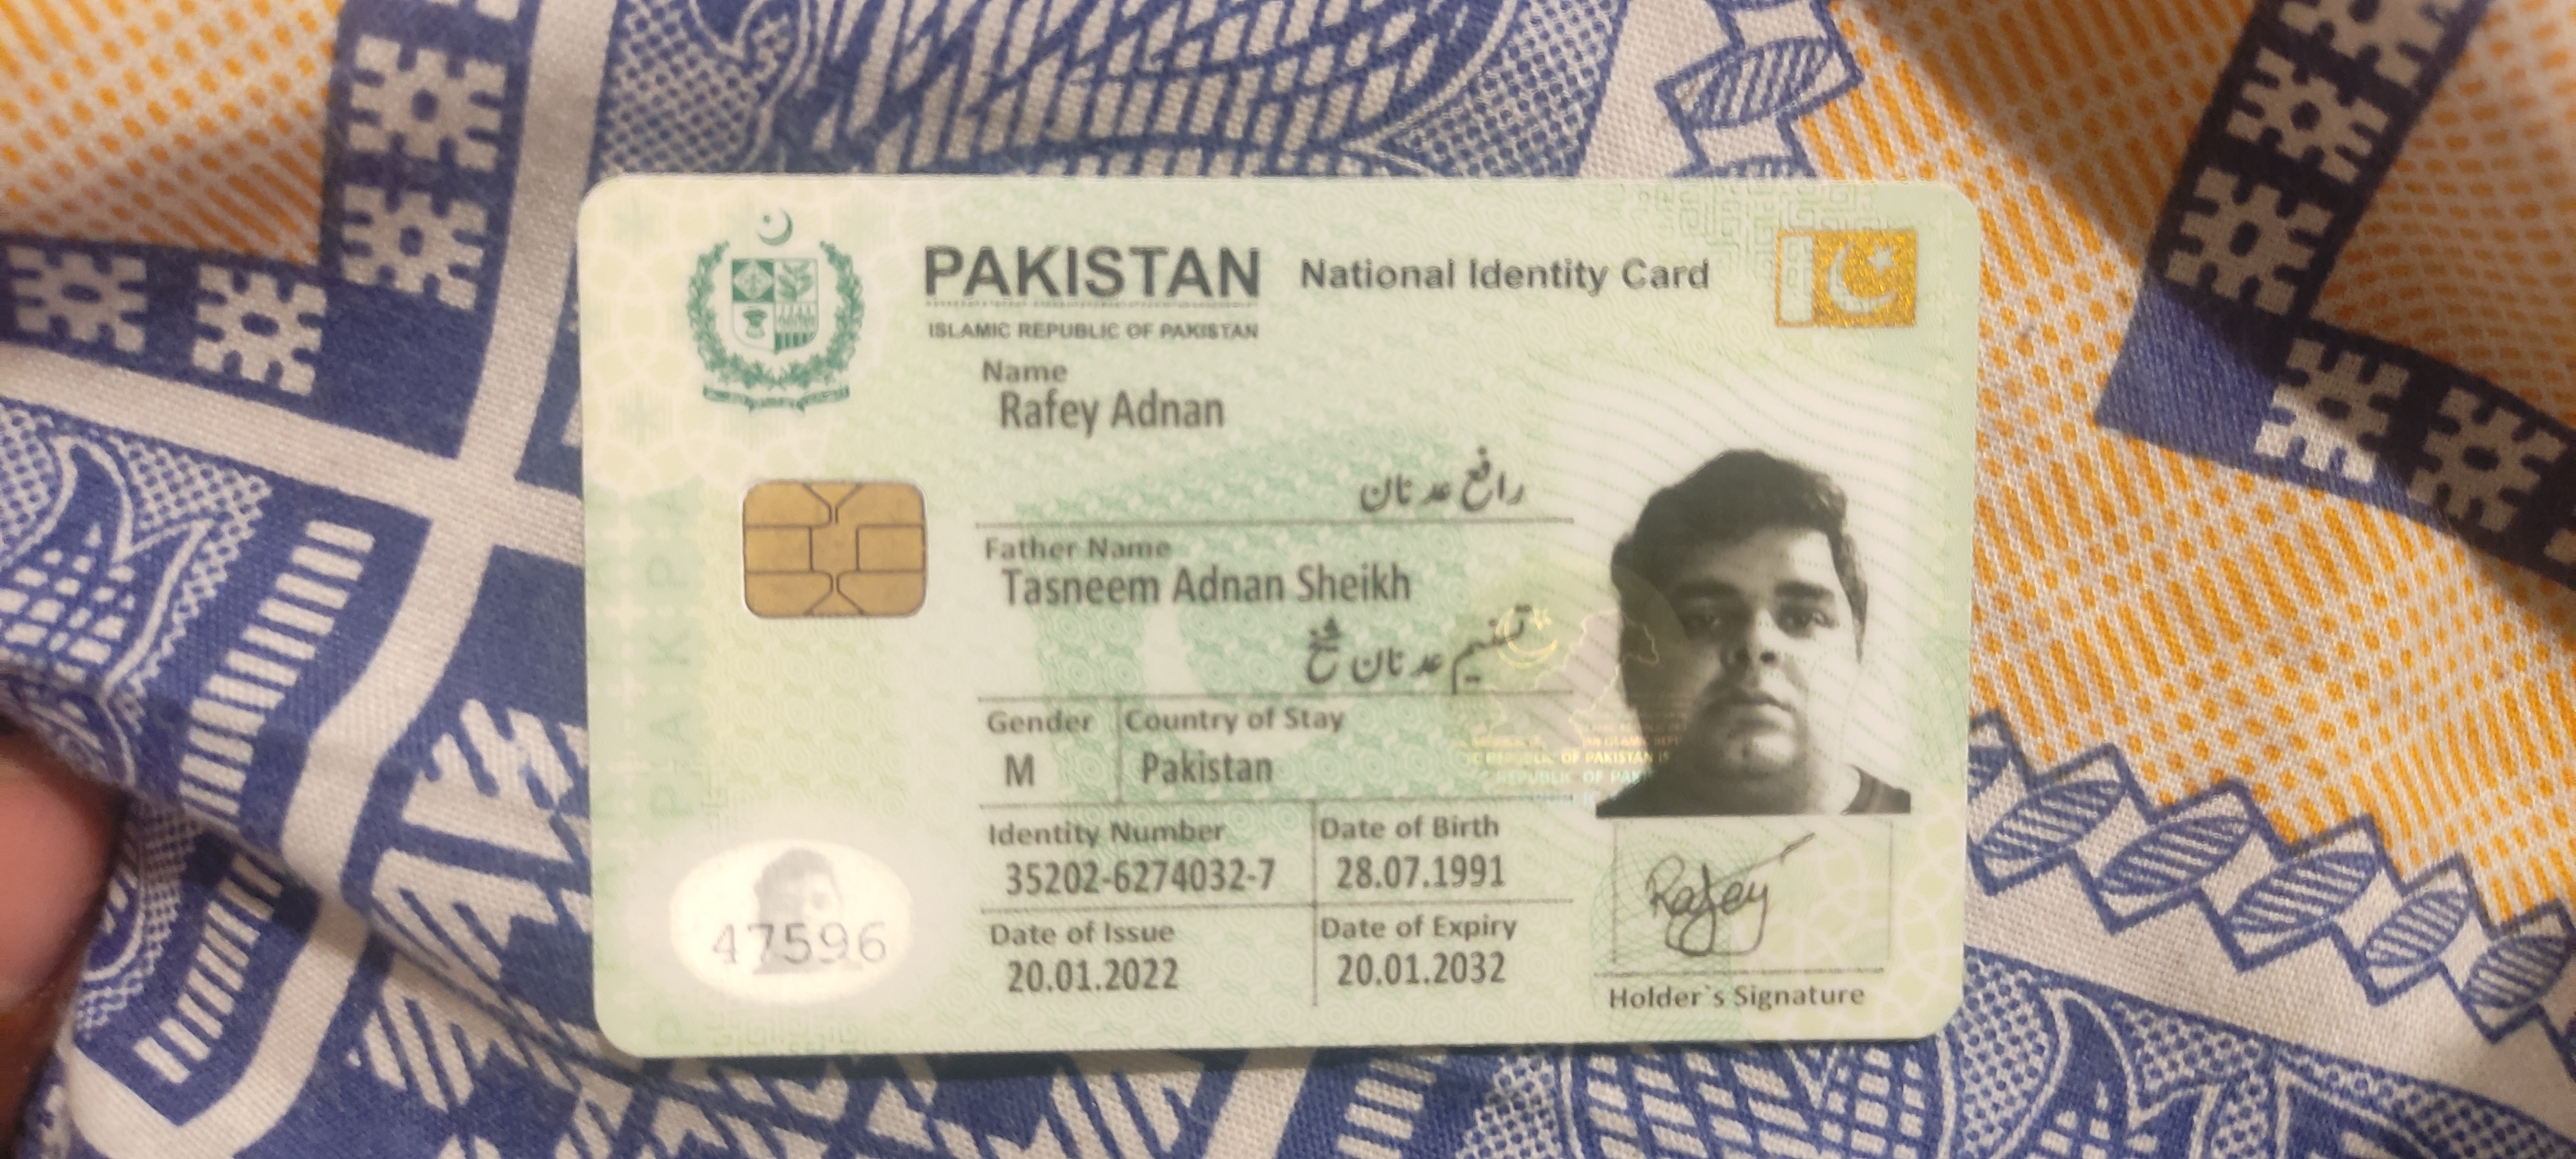 PAKISTAN National Identity Card
ISLAMIC REPUBLIC OF PAKISTAN
Name
Rafey Adnan
رافع عدنان
Father Name
Tasneem Adnan Sheikh
تسنیم عدنان شیخ
Gender Country of Stay
M Pakistan
Identity Number Date of Birth
35202-6274032-7 28.07.1991
Date of Issue Date of Expiry
20.01.2022 20.01.2032
47596
Rafey
Holder's Signature
PAKPA